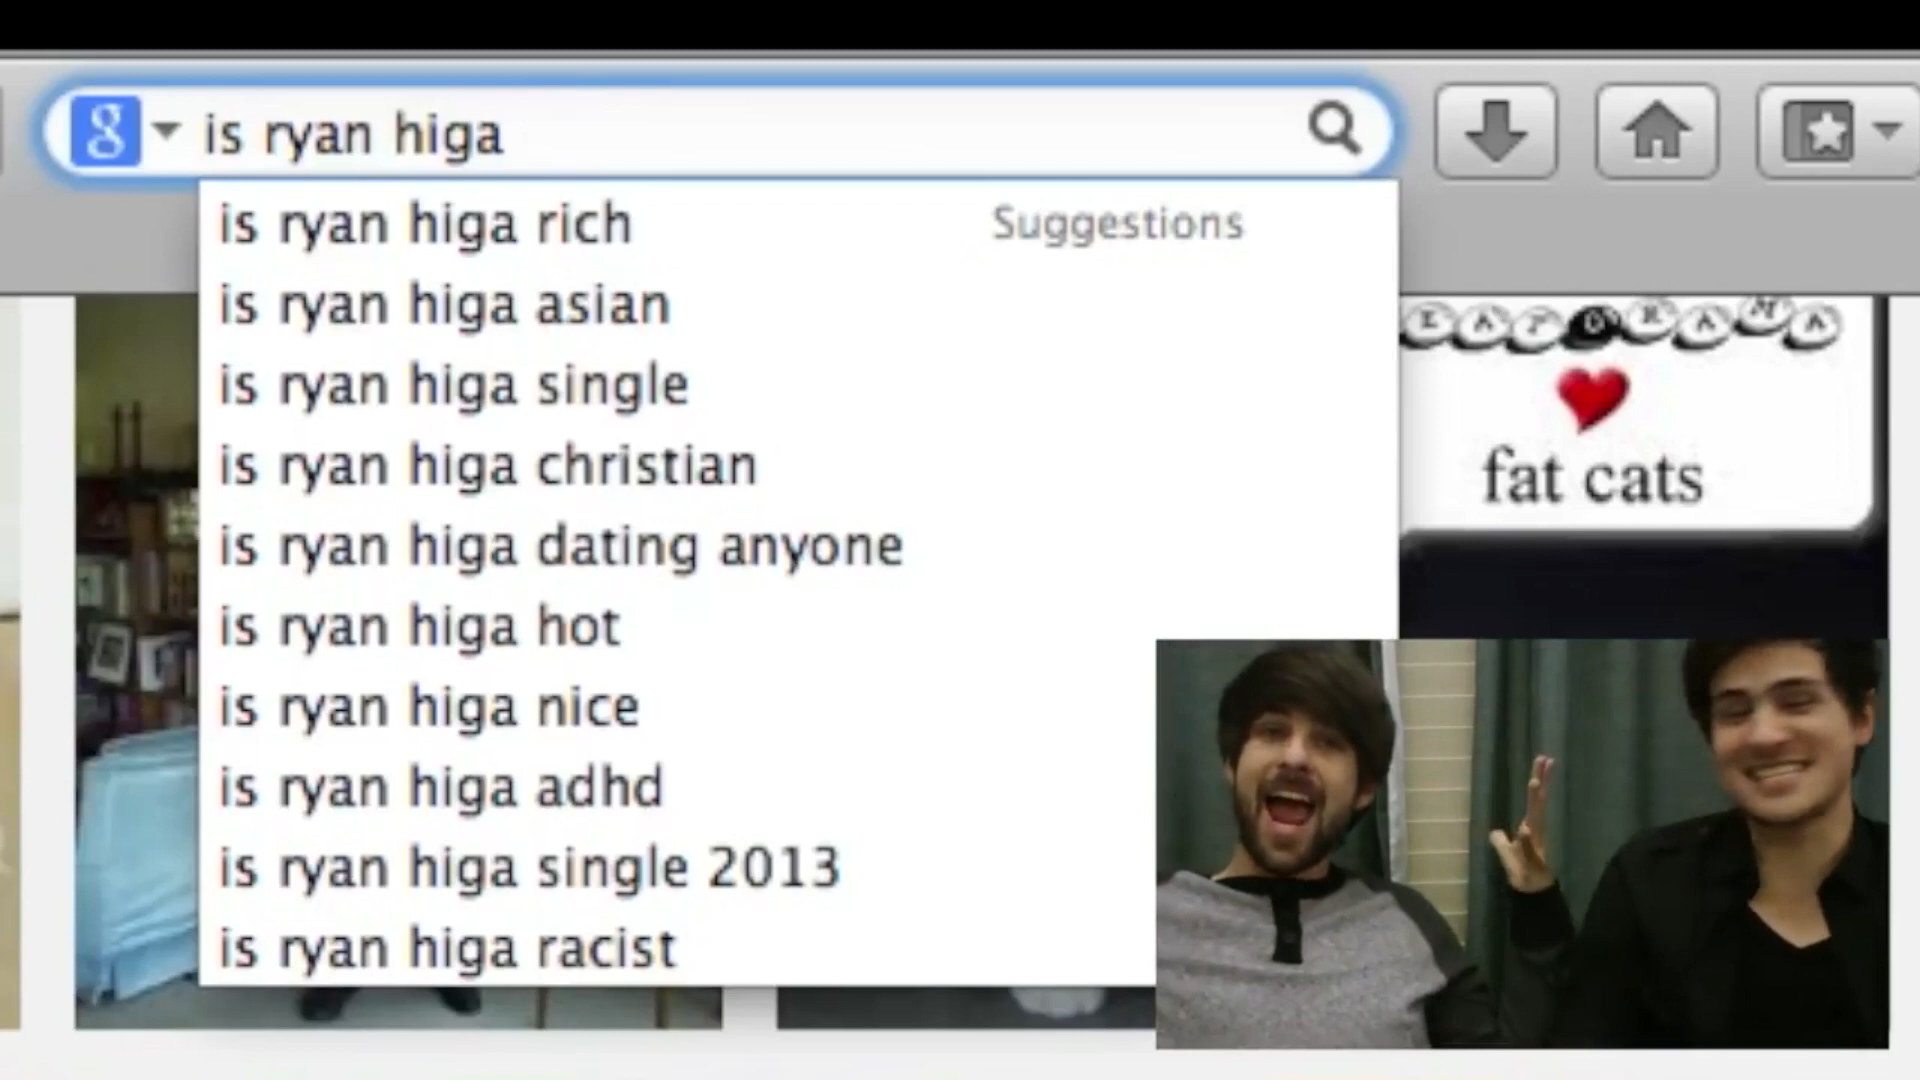 g is ryan higa
is ryan higa rich Suggestions
is ryan higa asian
is ryan higa single
is ryan higa christian
is ryan higa dating anyone
is ryan higa hot
is ryan higa nice
is ryan higa adhd
is ryan higa single 2013
is ryan higa racist
EATORAMA
fat cats